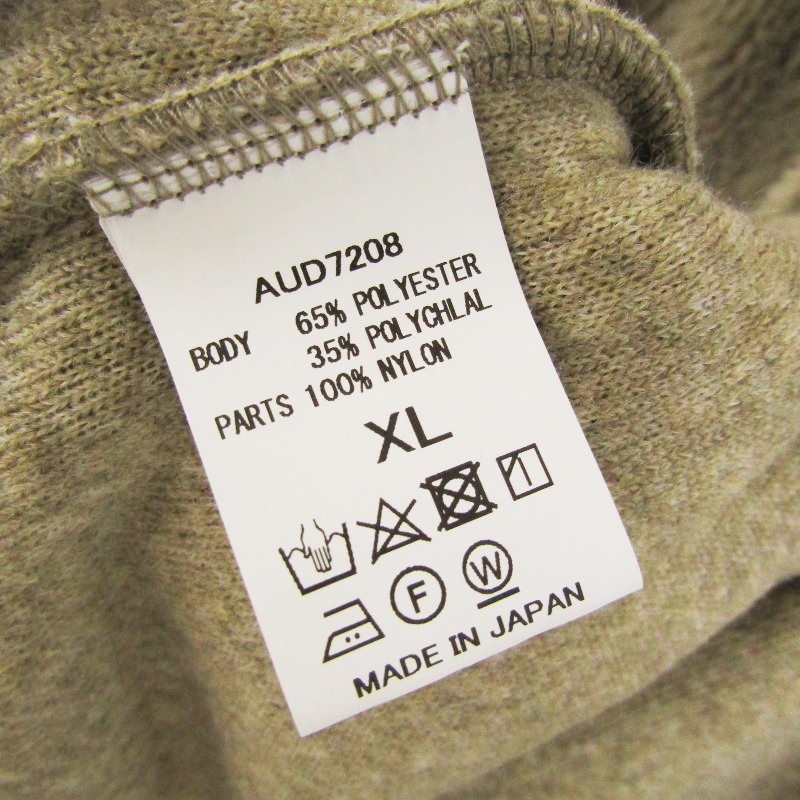 AUD7208
BODY 65% POLYESTER
35% POLYCHLAL
PARTS 100% NYLON
XL
F W
MADE IN JAPAN